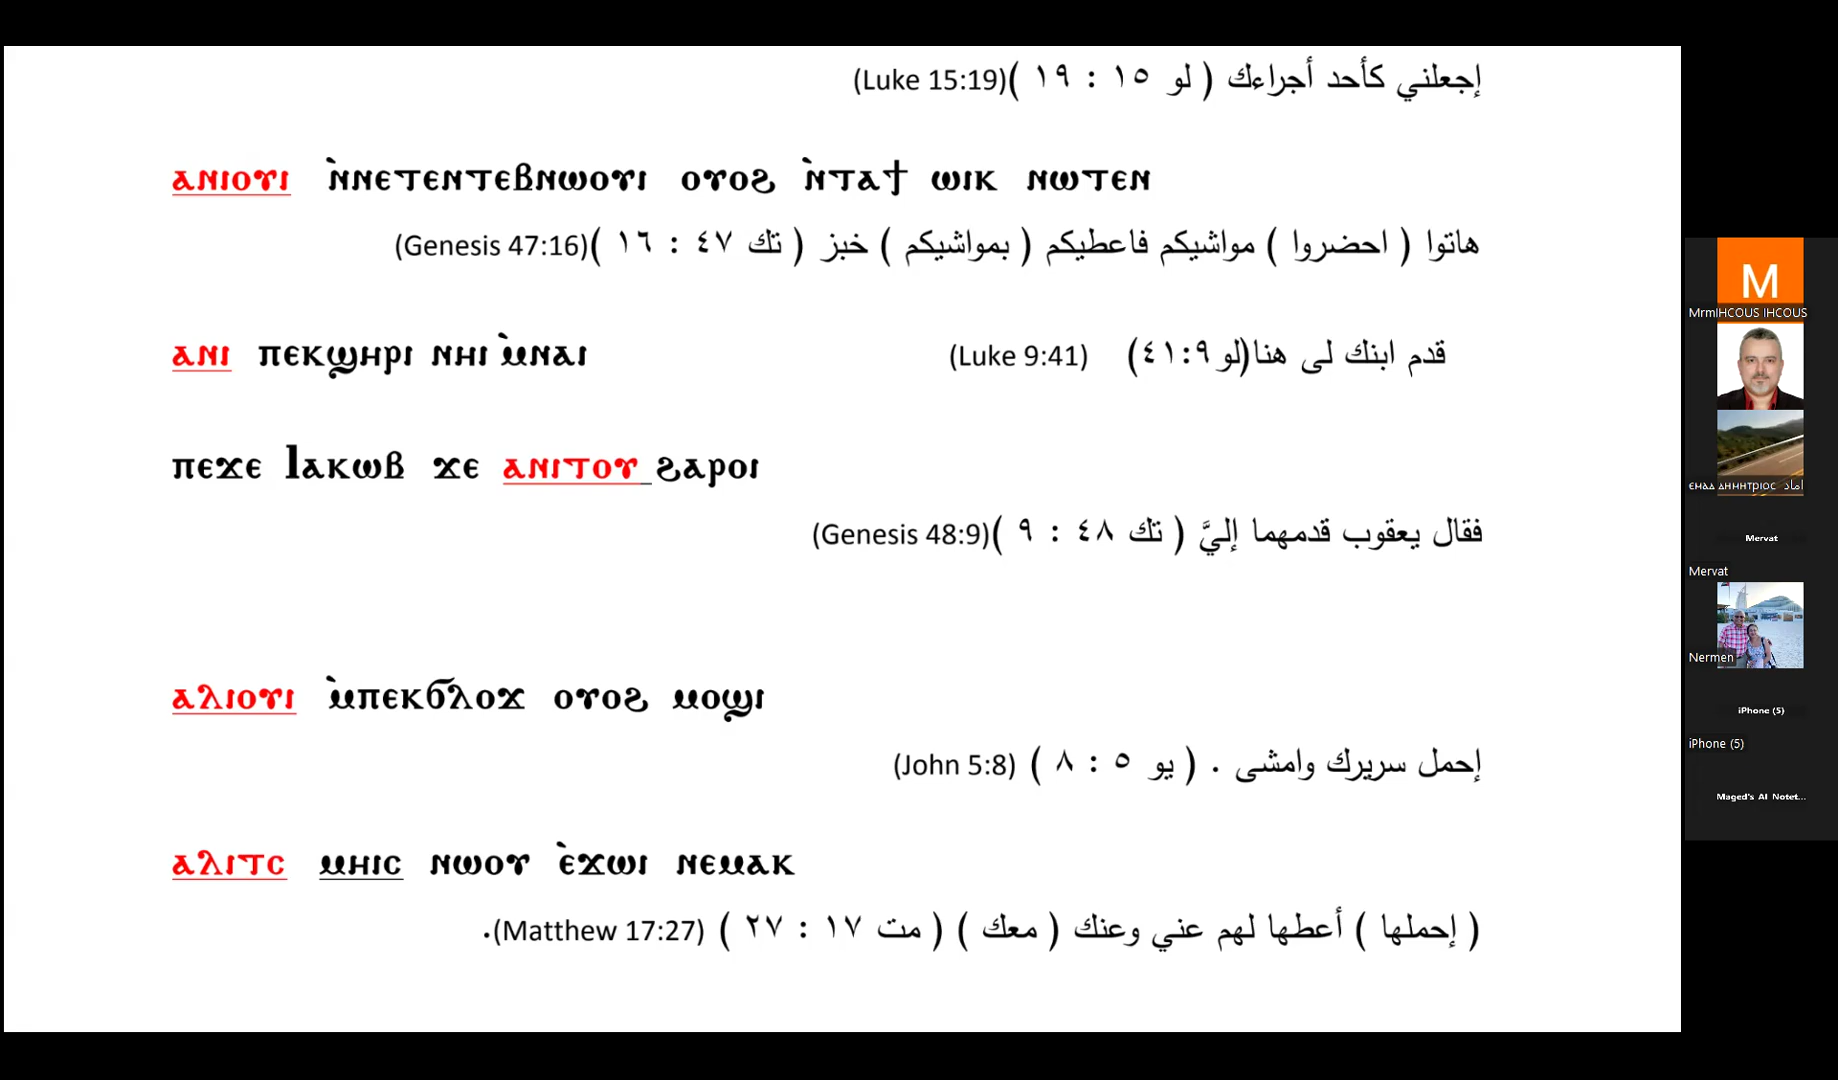 إجعلني كأحد أجراءك ( لو ١٥ : ١٩ )(Luke 15:19)
ⲁⲛⲓⲟⲩⲓ ⲛ̀ⲛⲉⲧⲉⲛⲧⲉⲃⲛⲱⲟⲩⲓ ⲟⲩⲟϩ ⲛ̀ⲧⲁϯ ⲱⲓⲕ ⲛⲱⲧⲉⲛ
هاتوا ( احضروا ) مواشيكم فاعطيكم ( بمواشيكم ) خبز ( تك ٤٧ : ١٦ )(Genesis 47:16)
ⲁⲛⲓ ⲡⲉⲕϣⲏⲣⲓ ⲛⲏⲓ ⲙ̀ⲛⲁⲓ
قدم ابنك لى هنا(لو ٩:٤١) (Luke 9:41)
ⲡⲉϫⲉ Ⲓⲁⲕⲱⲃ ϫⲉ ⲁⲛⲓⲧⲟⲩ ϩⲁⲣⲟⲓ
فقال يعقوب قدمهما إليَّ ( تك ٤٨ : ٩ )(Genesis 48:9)
ⲁⲗⲓⲟⲩⲓ ⲙ̀ⲡⲉⲕϭⲗⲟϫ ⲟⲩⲟϩ ⲙⲟϣⲓ
إحمل سريرك وامشى . ( يو ٥ : ٨ ) (John 5:8)
ⲁⲗⲓⲧⲥ ⲙⲏⲓⲥ ⲛⲱⲟⲩ ⲉ̀ϫⲱⲓ ⲛⲉⲙⲁⲕ
( إحملها ) أعطها لهم عني وعنك ( معك ) ( مت ١٧ : ٢٧ ) (Matthew 17:27).
M
MrmIHCOUS IHCOUS
Mervat
Mervat
Nermen
iPhone (5)
iPhone (5)
Maged's AI Notet...